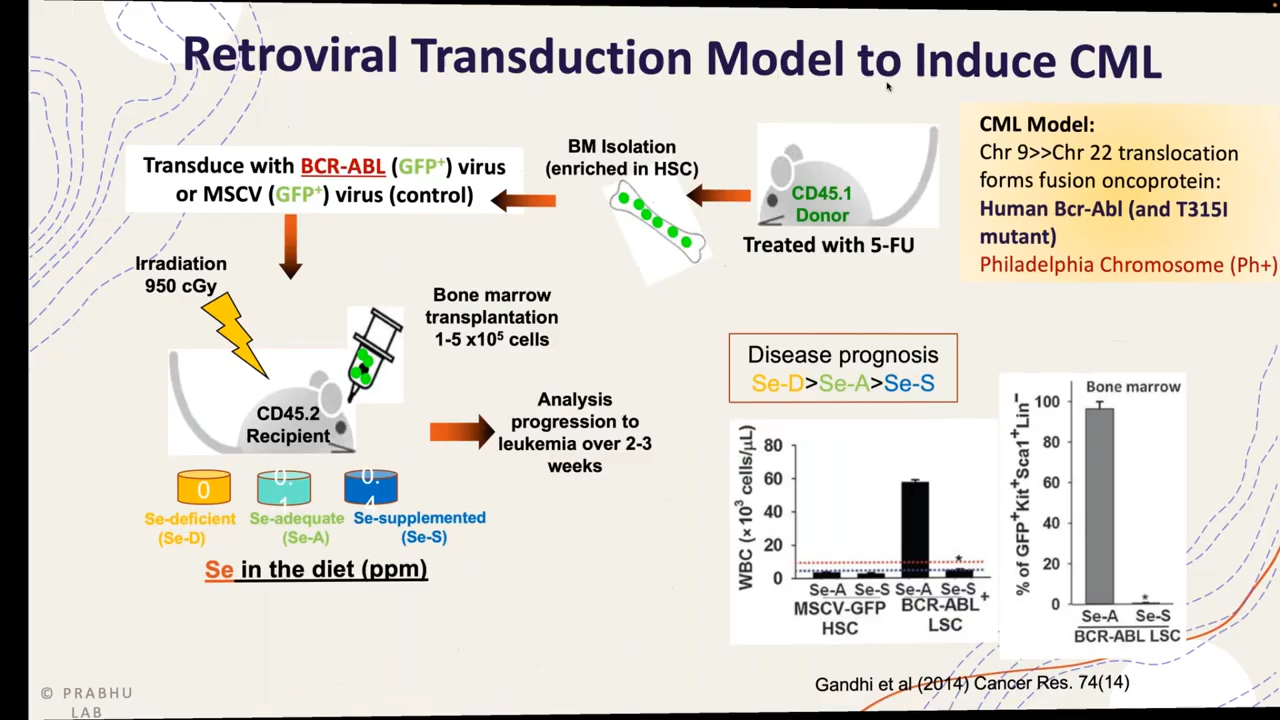 Retroviral Transduction Model to Induce CML
CML Model:
Chr 9>>Chr 22 translocation
forms fusion oncoprotein:
Human Bcr-Abl (and T315I
mutant)
Philadelphia Chromosome (Ph+)
CD45.1
Donor
Treated with 5-FU
BM Isolation
(enriched in HSC)
Transduce with BCR-ABL (GFP⁺) virus
or MSCV (GFP⁺) virus (control)
Irradiation
950 cGy
Bone marrow
transplantation
1-5 x10⁵ cells
CD45.2
Recipient
Analysis
progression to
leukemia over 2-3
weeks
0
0.1
0.4
Se-deficient
(Se-D)
Se-adequate
(Se-A)
Se-supplemented
(Se-S)
Se in the diet (ppm)
Disease prognosis
Se-D>Se-A>Se-S
WBC (×10³ cells/μL)
80
60
40
20
0
*
Se-A Se-S Se-A Se-S
MSCV-GFP
HSC
BCR-ABL⁺
LSC
Bone marrow
% of GFP⁺Kit⁺Sca1⁺Lin⁻
100
80
60
40
20
0
*
Se-A Se-S
BCR-ABL LSC
Gandhi et al (2014) Cancer Res. 74(14)
© PRABHU
LAB